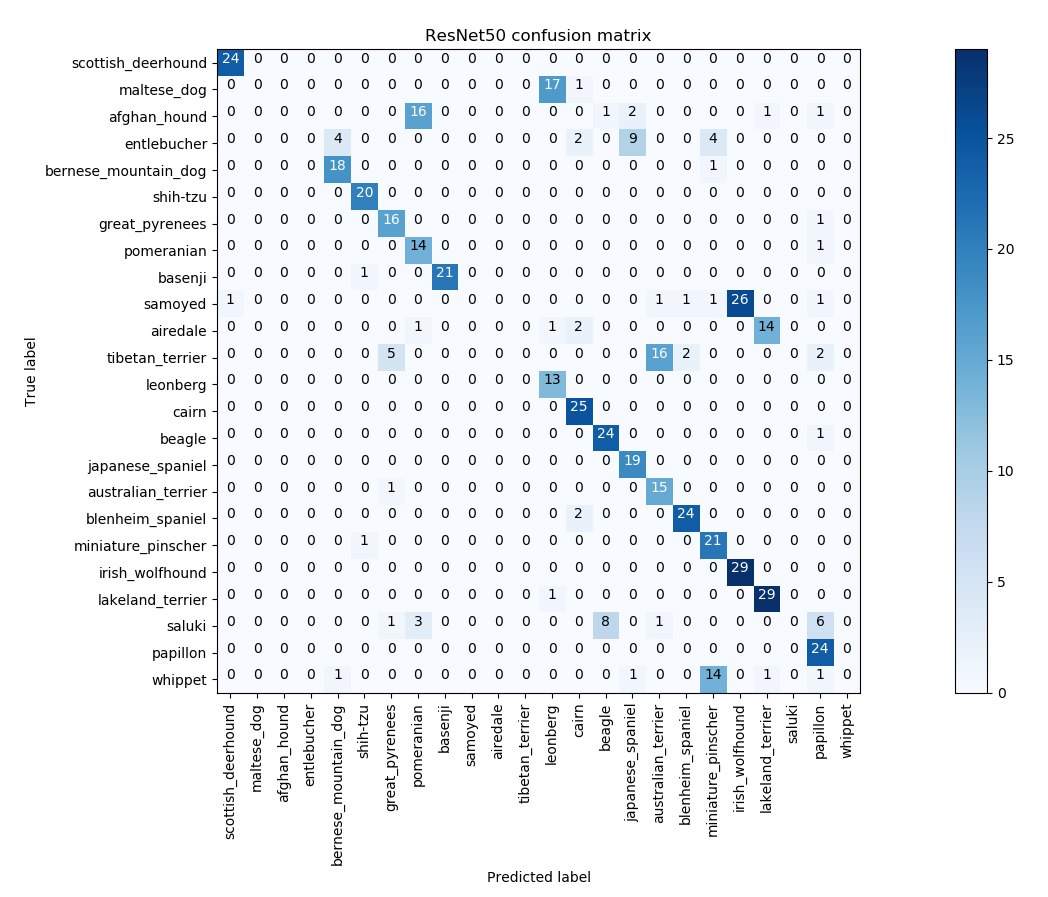 ResNet50 confusion matrix
scottish_deerhound 24 0 0 0 0 0 0 0 0 0 0 0 0 0 0 0 0 0 0 0 0 0 0 0
maltese_dog 0 0 0 0 0 0 0 0 0 0 0 0 17 1 0 0 0 0 0 0 0 0 0 0
afghan_hound 0 0 0 0 0 0 0 16 0 0 0 0 0 0 1 2 0 0 0 0 1 0 1 0
entlebucher 0 0 0 0 4 0 0 0 0 0 0 0 0 2 0 9 0 0 4 0 0 0 0 0
bernese_mountain_dog 0 0 0 0 18 0 0 0 0 0 0 0 0 0 0 0 0 0 1 0 0 0 0 0
shih-tzu 0 0 0 0 0 20 0 0 0 0 0 0 0 0 0 0 0 0 0 0 0 0 0 0
great_pyrenees 0 0 0 0 0 0 16 0 0 0 0 0 0 0 0 0 0 0 0 0 0 0 1 0
pomeranian 0 0 0 0 0 0 0 14 0 0 0 0 0 0 0 0 0 0 0 0 0 0 1 0
basenji 0 0 0 0 0 1 0 0 21 0 0 0 0 0 0 0 0 0 0 0 0 0 0 0
samoyed 1 0 0 0 0 0 0 0 0 0 0 0 0 0 0 0 1 1 1 26 0 0 1 0
airedale 0 0 0 0 0 0 0 1 0 0 0 0 1 2 0 0 0 0 0 0 14 0 0 0
tibetan_terrier 0 0 0 0 0 0 5 0 0 0 0 0 0 0 0 0 16 2 0 0 0 0 2 0
leonberg 0 0 0 0 0 0 0 0 0 0 0 0 13 0 0 0 0 0 0 0 0 0 0 0
cairn 0 0 0 0 0 0 0 0 0 0 0 0 0 25 0 0 0 0 0 0 0 0 0 0
beagle 0 0 0 0 0 0 0 0 0 0 0 0 0 0 24 0 0 0 0 0 0 0 1 0
japanese_spaniel 0 0 0 0 0 0 0 0 0 0 0 0 0 0 0 19 0 0 0 0 0 0 0 0
australian_terrier 0 0 0 0 0 0 1 0 0 0 0 0 0 0 0 0 15 0 0 0 0 0 0 0
blenheim_spaniel 0 0 0 0 0 0 0 0 0 0 0 0 0 2 0 0 0 24 0 0 0 0 0 0
miniature_pinscher 0 0 0 0 0 1 0 0 0 0 0 0 0 0 0 0 0 0 21 0 0 0 0 0
irish_wolfhound 0 0 0 0 0 0 0 0 0 0 0 0 0 0 0 0 0 0 0 29 0 0 0 0
lakeland_terrier 0 0 0 0 0 0 0 0 0 0 0 0 1 0 0 0 0 0 0 0 29 0 0 0
saluki 0 0 0 0 0 0 1 3 0 0 0 0 0 0 8 0 1 0 0 0 0 0 6 0
papillon 0 0 0 0 0 0 0 0 0 0 0 0 0 0 0 0 0 0 0 0 0 0 24 0
whippet 0 0 0 0 1 0 0 0 0 0 0 0 0 0 0 1 0 0 14 0 1 0 1 0
True label
scottish_deerhound
maltese_dog
afghan_hound
entlebucher
bernese_mountain_dog
shih-tzu
great_pyrenees
pomeranian
basenji
samoyed
airedale
tibetan_terrier
leonberg
cairn
beagle
japanese_spaniel
australian_terrier
blenheim_spaniel
miniature_pinscher
irish_wolfhound
lakeland_terrier
saluki
papillon
whippet
Predicted label
25
20
15
10
5
0